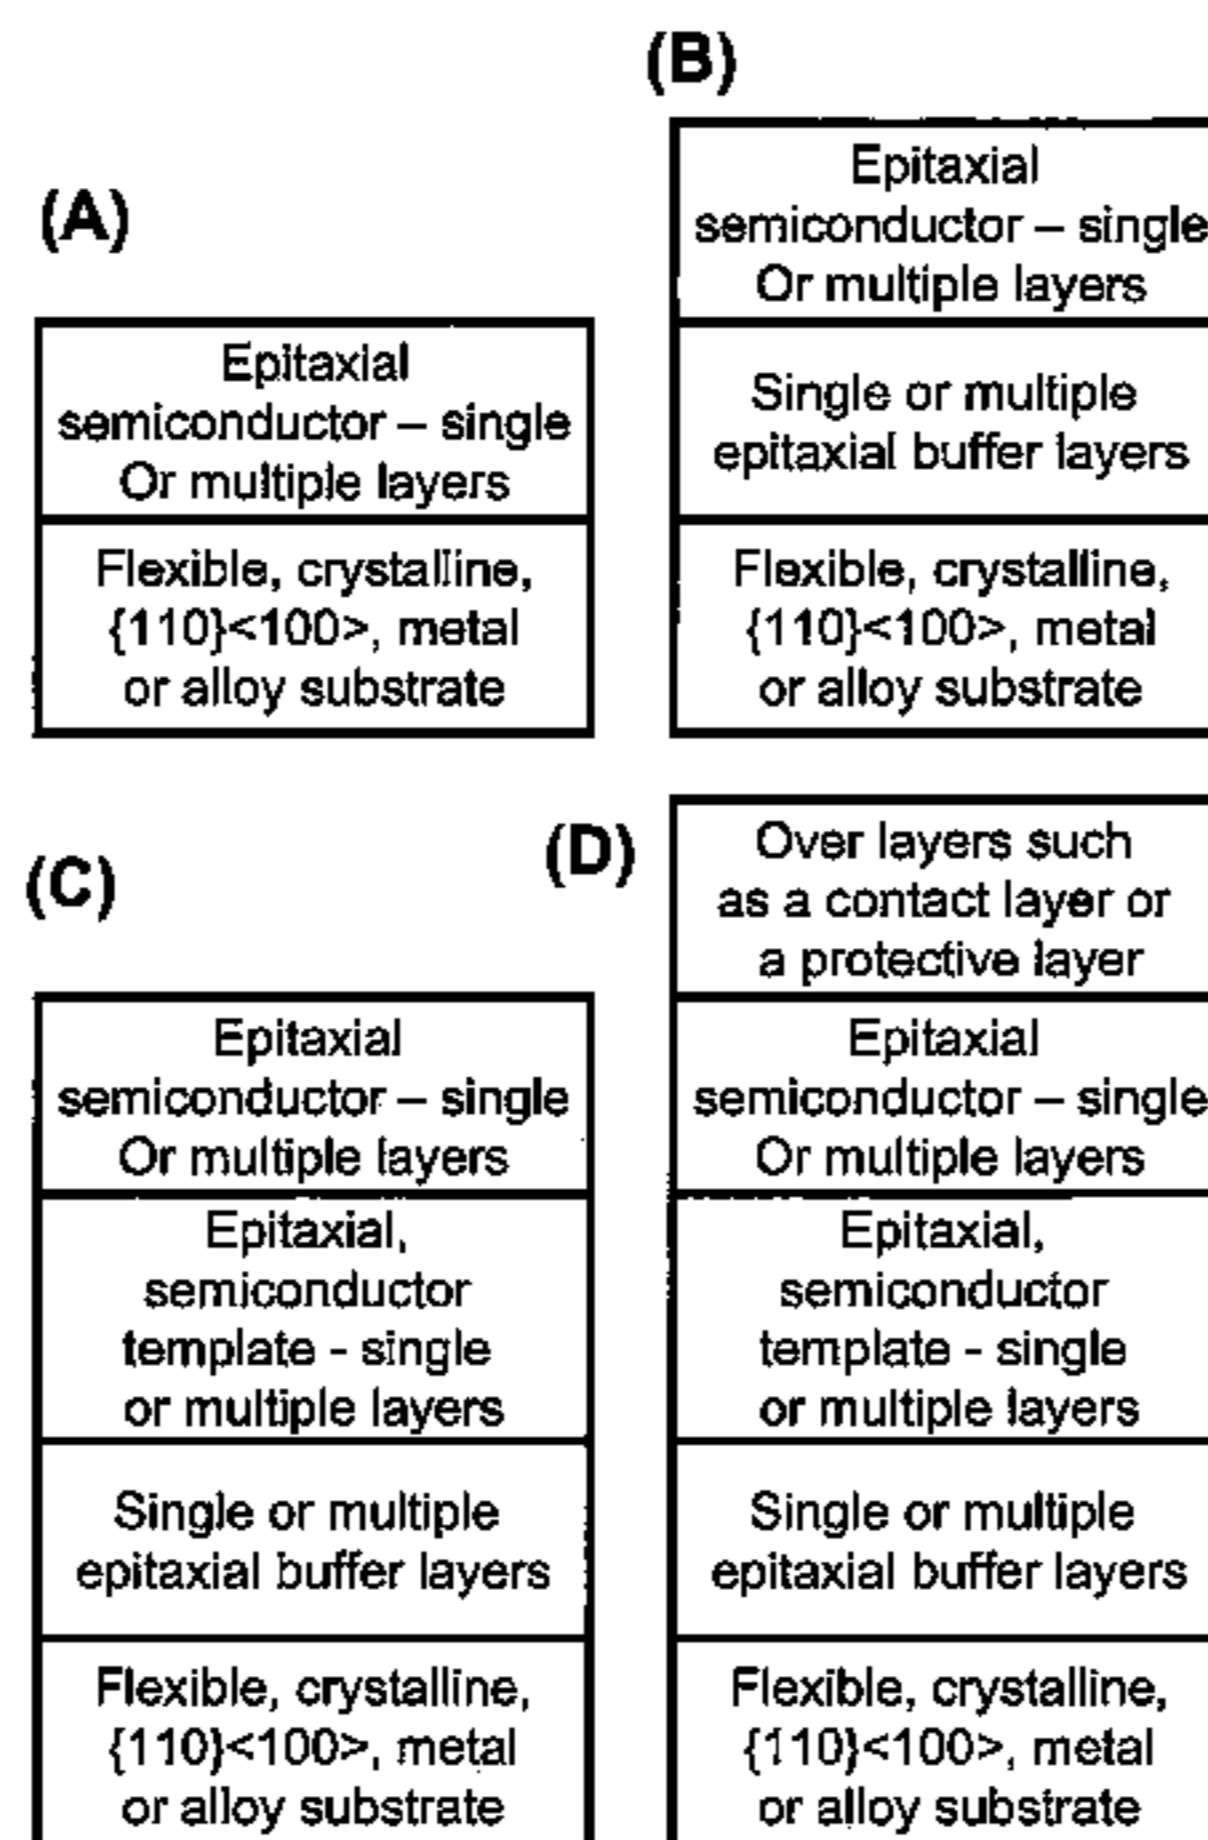 (A)
Epitaxial
semiconductor – single
Or multiple layers
Flexible, crystalline,
{110}<100>, metal
or alloy substrate
(B)
Epitaxial
semiconductor – single
Or multiple layers
Single or multiple
epitaxial buffer layers
Flexible, crystalline,
{110}<100>, metal
or alloy substrate
(C)
Epitaxial
semiconductor – single
Or multiple layers
Epitaxial,
semiconductor
template - single
or multiple layers
Single or multiple
epitaxial buffer layers
Flexible, crystalline,
{110}<100>, metal
or alloy substrate
(D)
Over layers such
as a contact layer or
a protective layer
Epitaxial
semiconductor – single
Or multiple layers
Epitaxial,
semiconductor
template - single
or multiple layers
Single or multiple
epitaxial buffer layers
Flexible, crystalline,
{110}<100>, metal
or alloy substrate